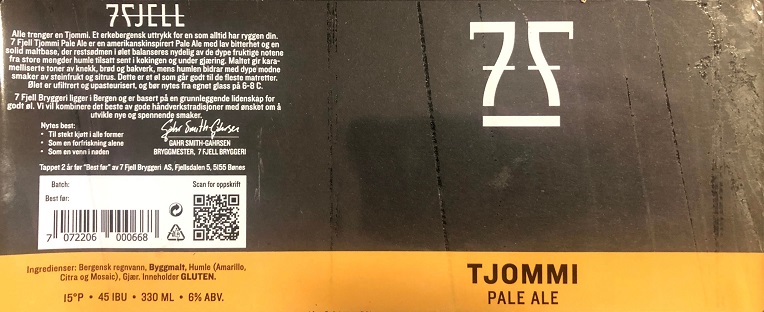 7FJELL
Alle trenger en Tjommi. Et erkebergensk uttrykk for en som alltid har ryggen din.
7 Fjell Tjommi Pale Ale er en amerikanskinspirert Pale Ale med lav bitterhet og en
solid maltbase, der restsødmen i ølet balanseres nydelig av de dype fruktige notene
fra store mengder humle tilsatt sent i kokingen og under gjæring. Maltet gir kara-
melliserte toner av knekk, brød og bakverk, mens humlen bidrar med dype modne
smaker av steinfrukt og sitrus. Dette er et øl som går godt til de fleste matretter.
Ølet er ufiltrert og upasteurisert, og bør nytes fra egnet glass på 6-8 C.
7 Fjell Bryggeri ligger i Bergen og er basert på en grunnleggende lidenskap for
godt øl. Vi vil kombinere det beste av gode håndverkstradisjoner med ønsket om å
utvikle nye og spennende smaker.
Nytes best:
• Til stekt kjøtt i alle former
• Som en forfriskning alene
• Som en venn i nøden
Gahr Smith-Gahrsen
GAHR SMITH-GAHRSEN
BRYGGMESTER, 7 FJELL BRYGGERI
Tappet 2 år før "Best før" av 7 Fjell Bryggeri AS, Fjellsdalen 5, 5155 Bønes
Batch:
Scan for oppskrift
Best før:
7 072206 000668
Ingredienser: Bergensk regnvann, Byggmalt, Humle (Amarillo,
Citra og Mosaic), Gjær. Inneholder GLUTEN.
15°P • 45 IBU • 330 ML • 6% ABV.
7F
TJOMMI
PALE ALE